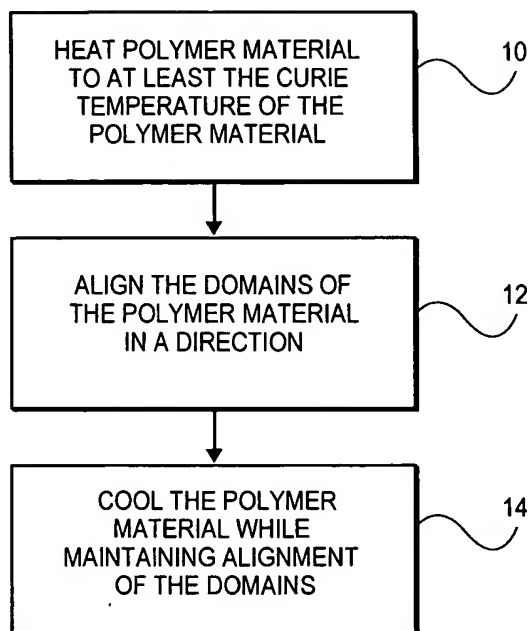 HEAT POLYMER MATERIAL
TO AT LEAST THE CURIE
TEMPERATURE OF THE
POLYMER MATERIAL
10
ALIGN THE DOMAINS OF
THE POLYMER MATERIAL
IN A DIRECTION
12
COOL THE POLYMER
MATERIAL WHILE
MAINTAINING ALIGNMENT
OF THE DOMAINS
14